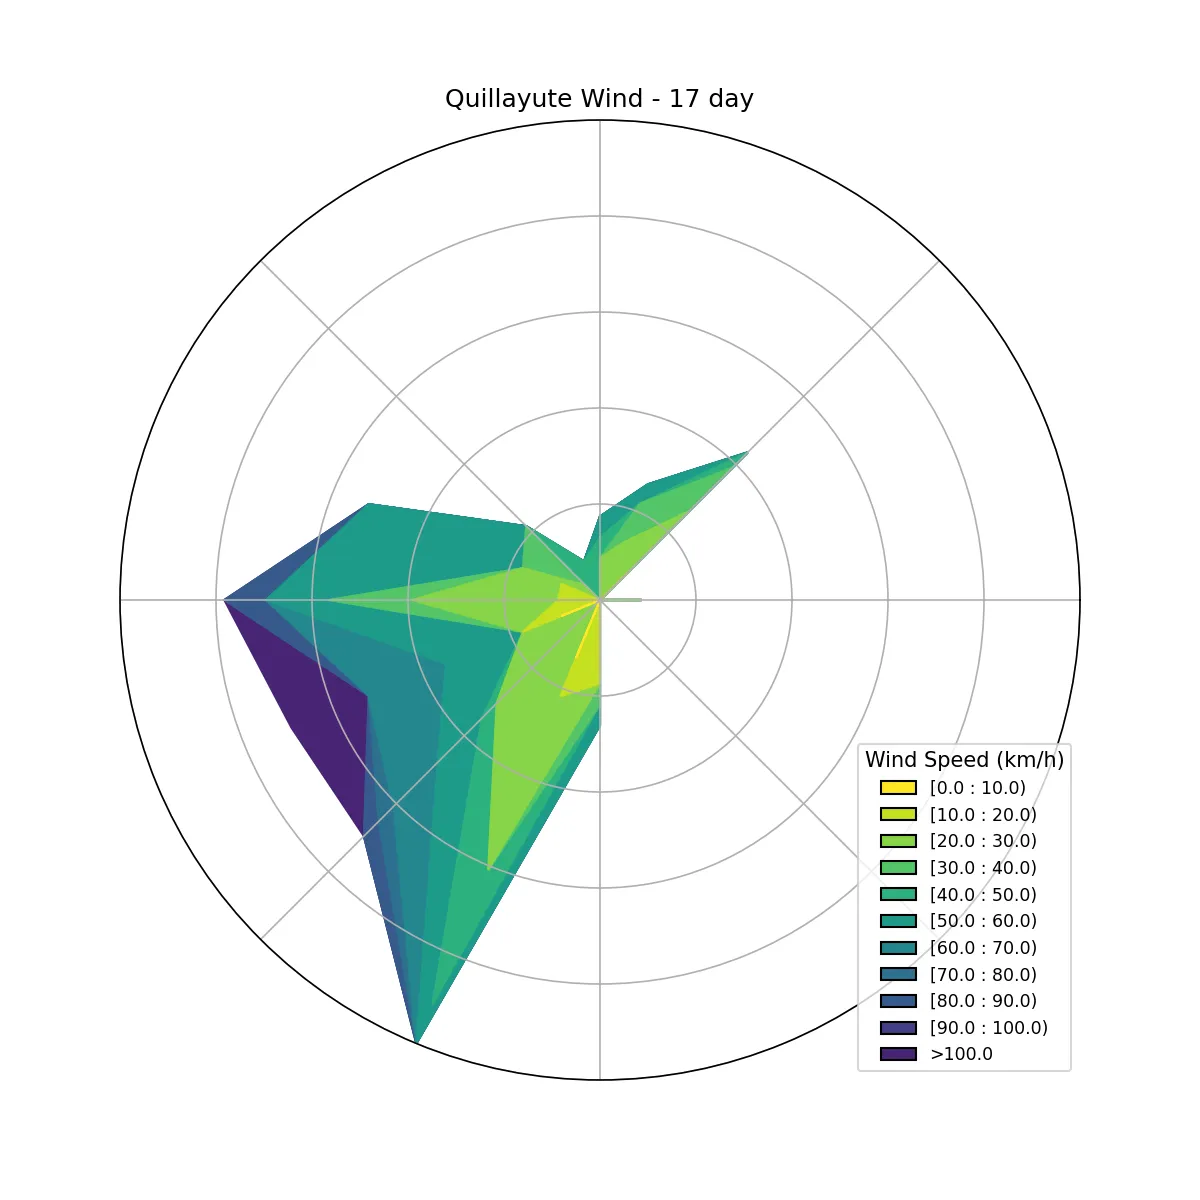 Quillayute Wind - 17 day
Wind Speed (km/h)
[0.0 : 10.0)
[10.0 : 20.0)
[20.0 : 30.0)
[30.0 : 40.0)
[40.0 : 50.0)
[50.0 : 60.0)
[60.0 : 70.0)
[70.0 : 80.0)
[80.0 : 90.0)
[90.0 : 100.0)
>100.0